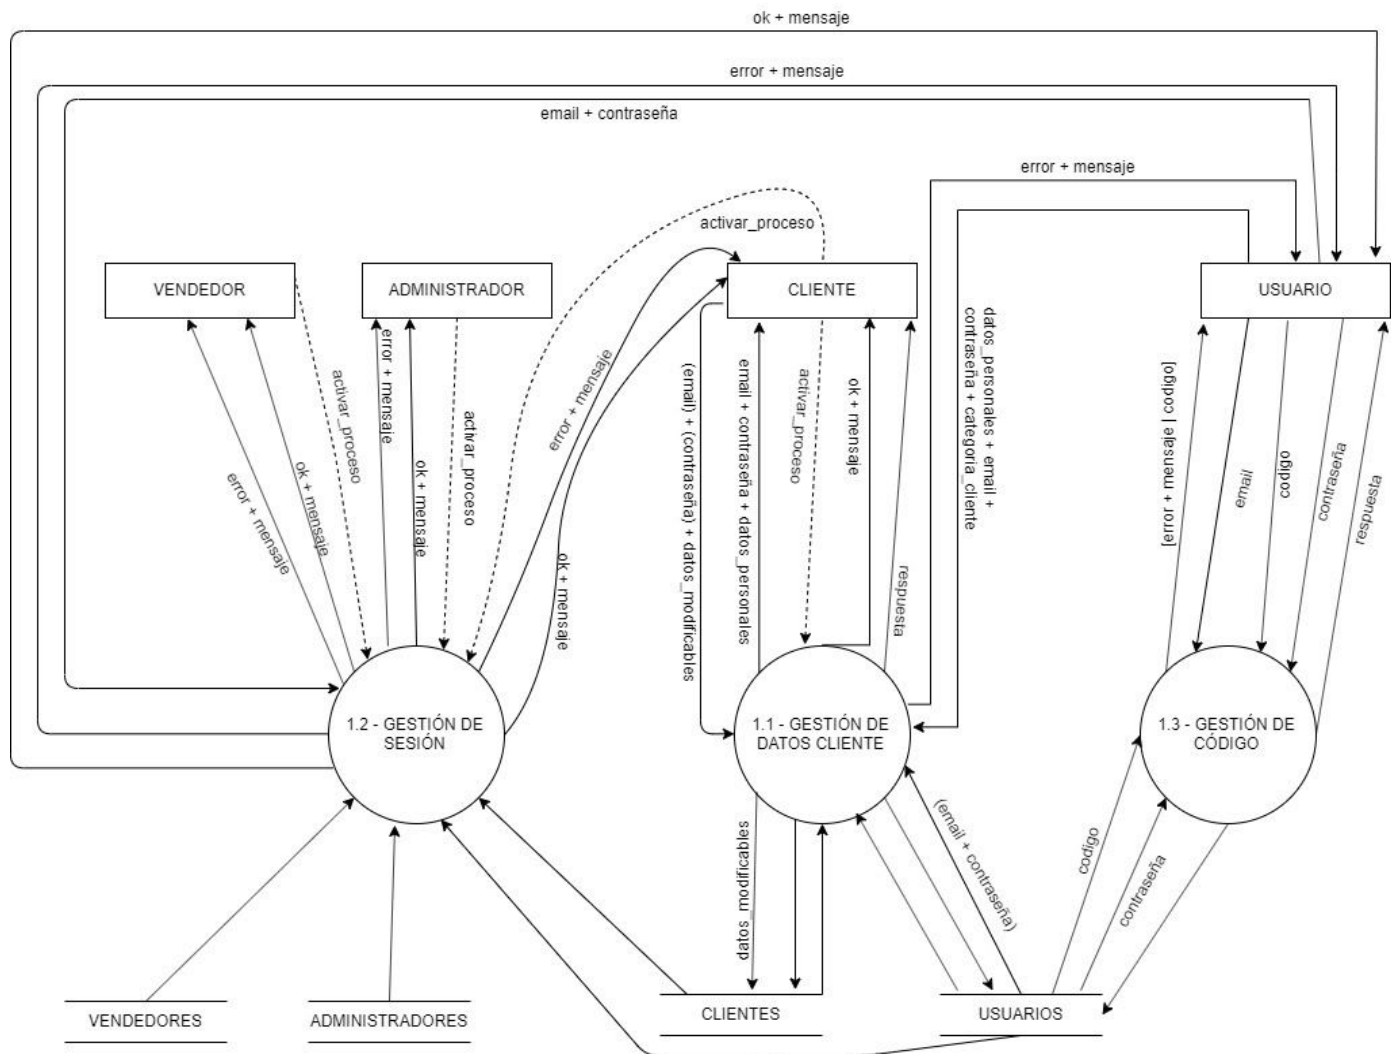 ok + mensaje
error + mensaje
email + contraseña
error + mensaje
activar_proceso
VENDEDOR
ADMINISTRADOR
CLIENTE
USUARIO
error + mensaje
ok + mensaje
activar_proceso
error + mensaje
ok + mensaje
activar_proceso
error + mensaje
ok + mensaje
(email) + (contraseña) + datos_modificables
email + contraseña + datos_personales
activar_proceso
ok + mensaje
respuesta
datos_personales + email +
contraseña + categoria_cliente
[error + mensaje | codigo]
email
codigo
contraseña
respuesta
1.2 - GESTIÓN DE
SESIÓN
1.1 - GESTIÓN DE
DATOS CLIENTE
1.3 - GESTIÓN DE
CÓDIGO
datos_modificables
(email + contraseña)
codigo
contraseña
VENDEDORES
ADMINISTRADORES
CLIENTES
USUARIOS